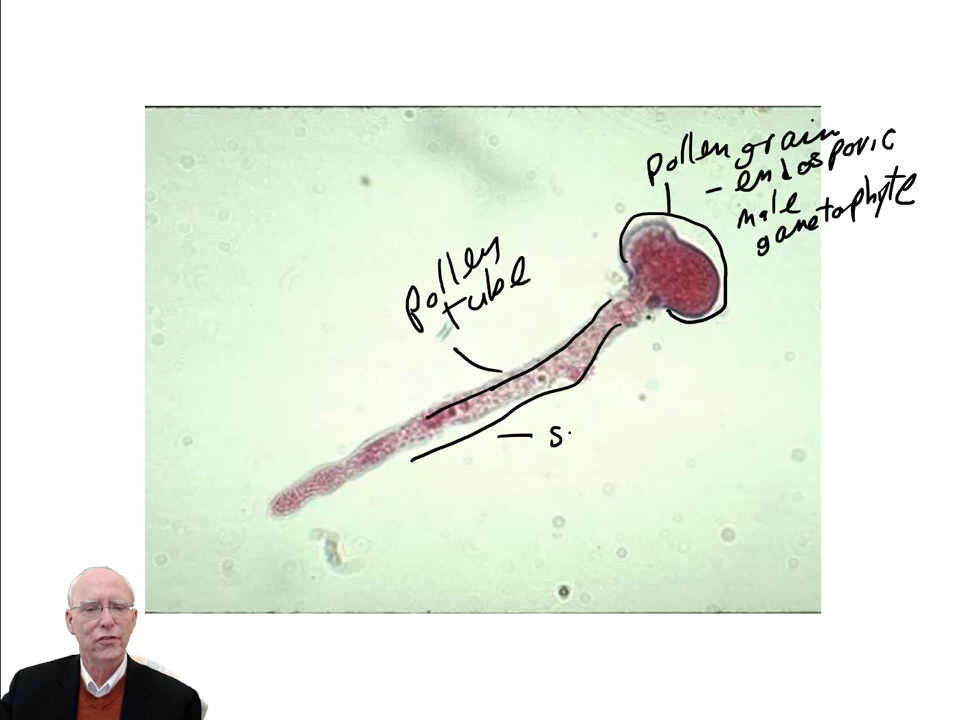 pollen grain
- endosporic
male
gametophyte
pollen
tube
— s.